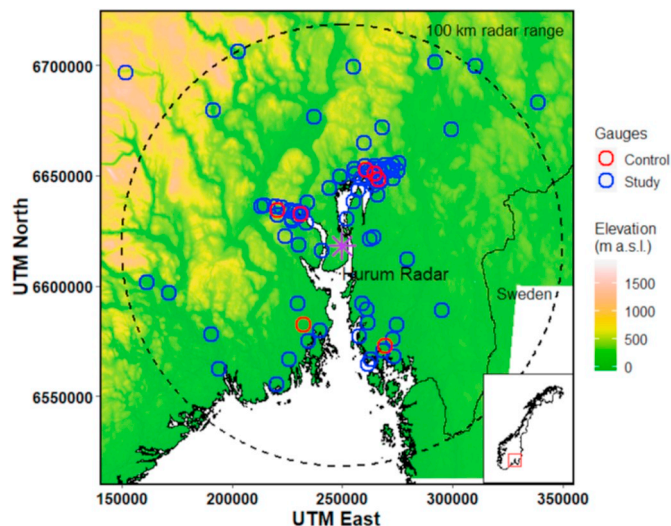 100 km radar range
6700000
6650000
6600000
6550000
UTM North
Hurum Radar
Sweden
150000 200000 250000 300000 350000
UTM East
Gauges
Control
Study
Elevation
(m a.s.l.)
1500
1000
500
0